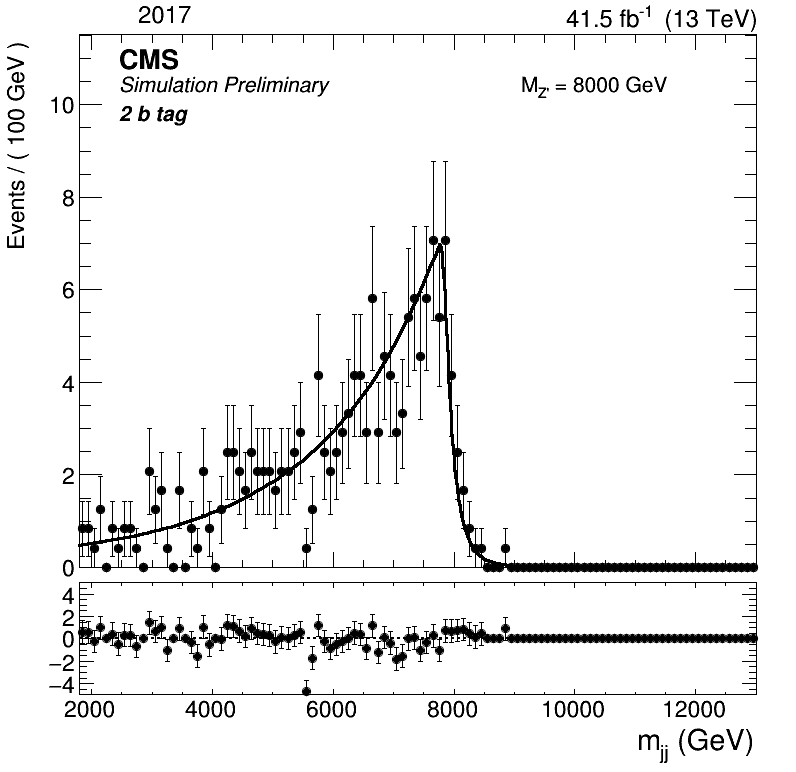 2017 41.5 fb⁻¹ (13 TeV)
CMS
Simulation Preliminary
2 b tag
M_Z' = 8000 GeV
Events / ( 100 GeV )
10
8
6
4
2
0
4
2
0
−2
−4
2000 4000 6000 8000 10000 12000
m_jj (GeV)